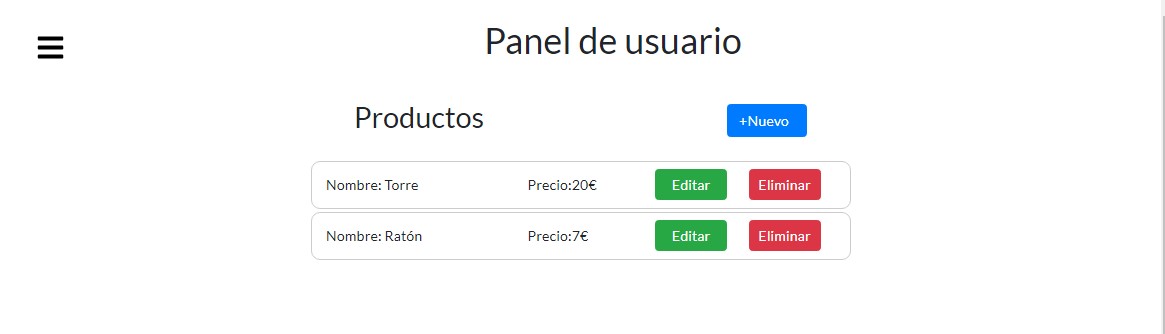 Panel de usuario
Productos +Nuevo
Nombre: Torre Precio:20€ Editar Eliminar
Nombre: Ratón Precio:7€ Editar Eliminar